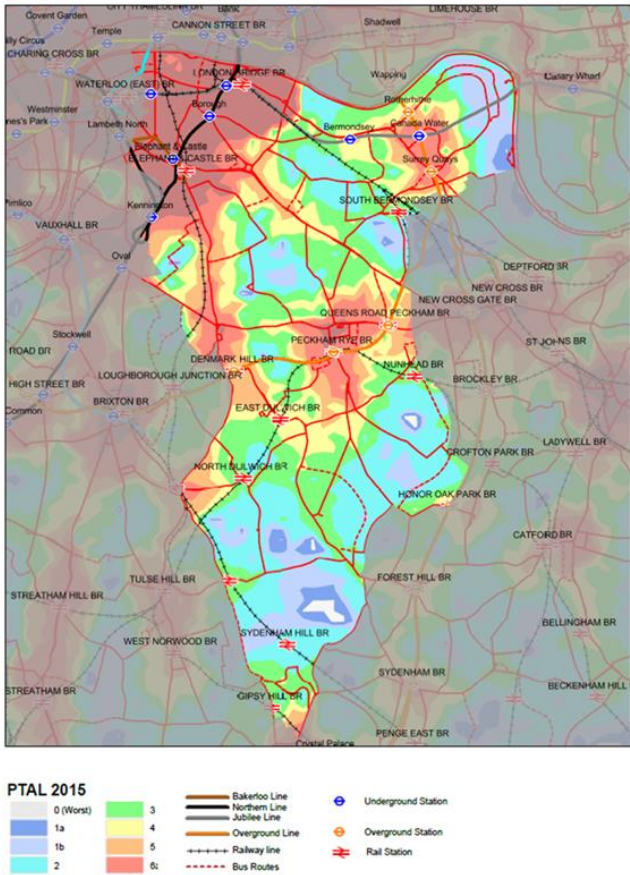 Covent Garden
Bank
LIMEHOUSE BR
Temple
CANNON STREET BR
Shadwell
CHARING CROSS BR
LONDON BRIDGE BR
Wapping
Canary Wharf
WATERLOO (EAST) BR
Borough
Rotherhithe
Westminster
Lambeth North
Bermondsey
Canada Water
Elephant & Castle
ELEPHANT & CASTLE BR
Surrey Quays
Pimlico
Kennington
SOUTH BERMONDSEY BR
VAUXHALL BR
Oval
DEPTFORD BR
NEW CROSS BR
NEW CROSS GATE BR
QUEENS ROAD PECKHAM BR
Stockwell
PECKHAM RYE BR
ST JOHNS BR
ROAD BR
DENMARK HILL BR
NUNHEAD BR
LOUGHBOROUGH JUNCTION BR
BROCKLEY BR
HIGH STREET BR
BRIXTON BR
EAST DULWICH BR
Common
LADYWELL BR
CROFTON PARK BR
NORTH DULWICH BR
HONOR OAK PARK BR
CATFORD BR
TULSE HILL BR
FOREST HILL BR
STREATHAM HILL BR
BELLINGHAM BR
WEST NORWOOD BR
SYDENHAM HILL BR
SYDENHAM BR
STREATHAM BR
GIPSY HILL BR
BECKENHAM HILL
PENGE EAST BR
Crystal Palace
PTAL 2015
0 (Worst)
1a
1b
2
3
4
5
Bakerloo Line
Northern Line
Jubilee Line
Overground Line
Railway line
Bus Routes
Underground Station
Overground Station
Rail Station